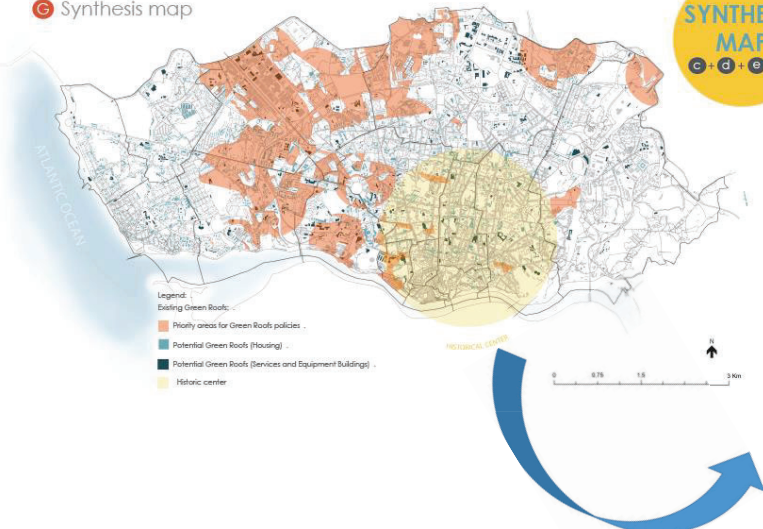 G Synthesis map
SYNTHE
MAP
c + d + e
ATLANTIC OCEAN
Legend:
Existing Green Roofs: .
Priority areas for Green Roofs policies .
Potential Green Roofs (Housing) .
Potential Green Roofs (Services and Equipment Buildings) .
Historic center
HISTORICAL CENTER
N
0 0.75 1.5 3 Km